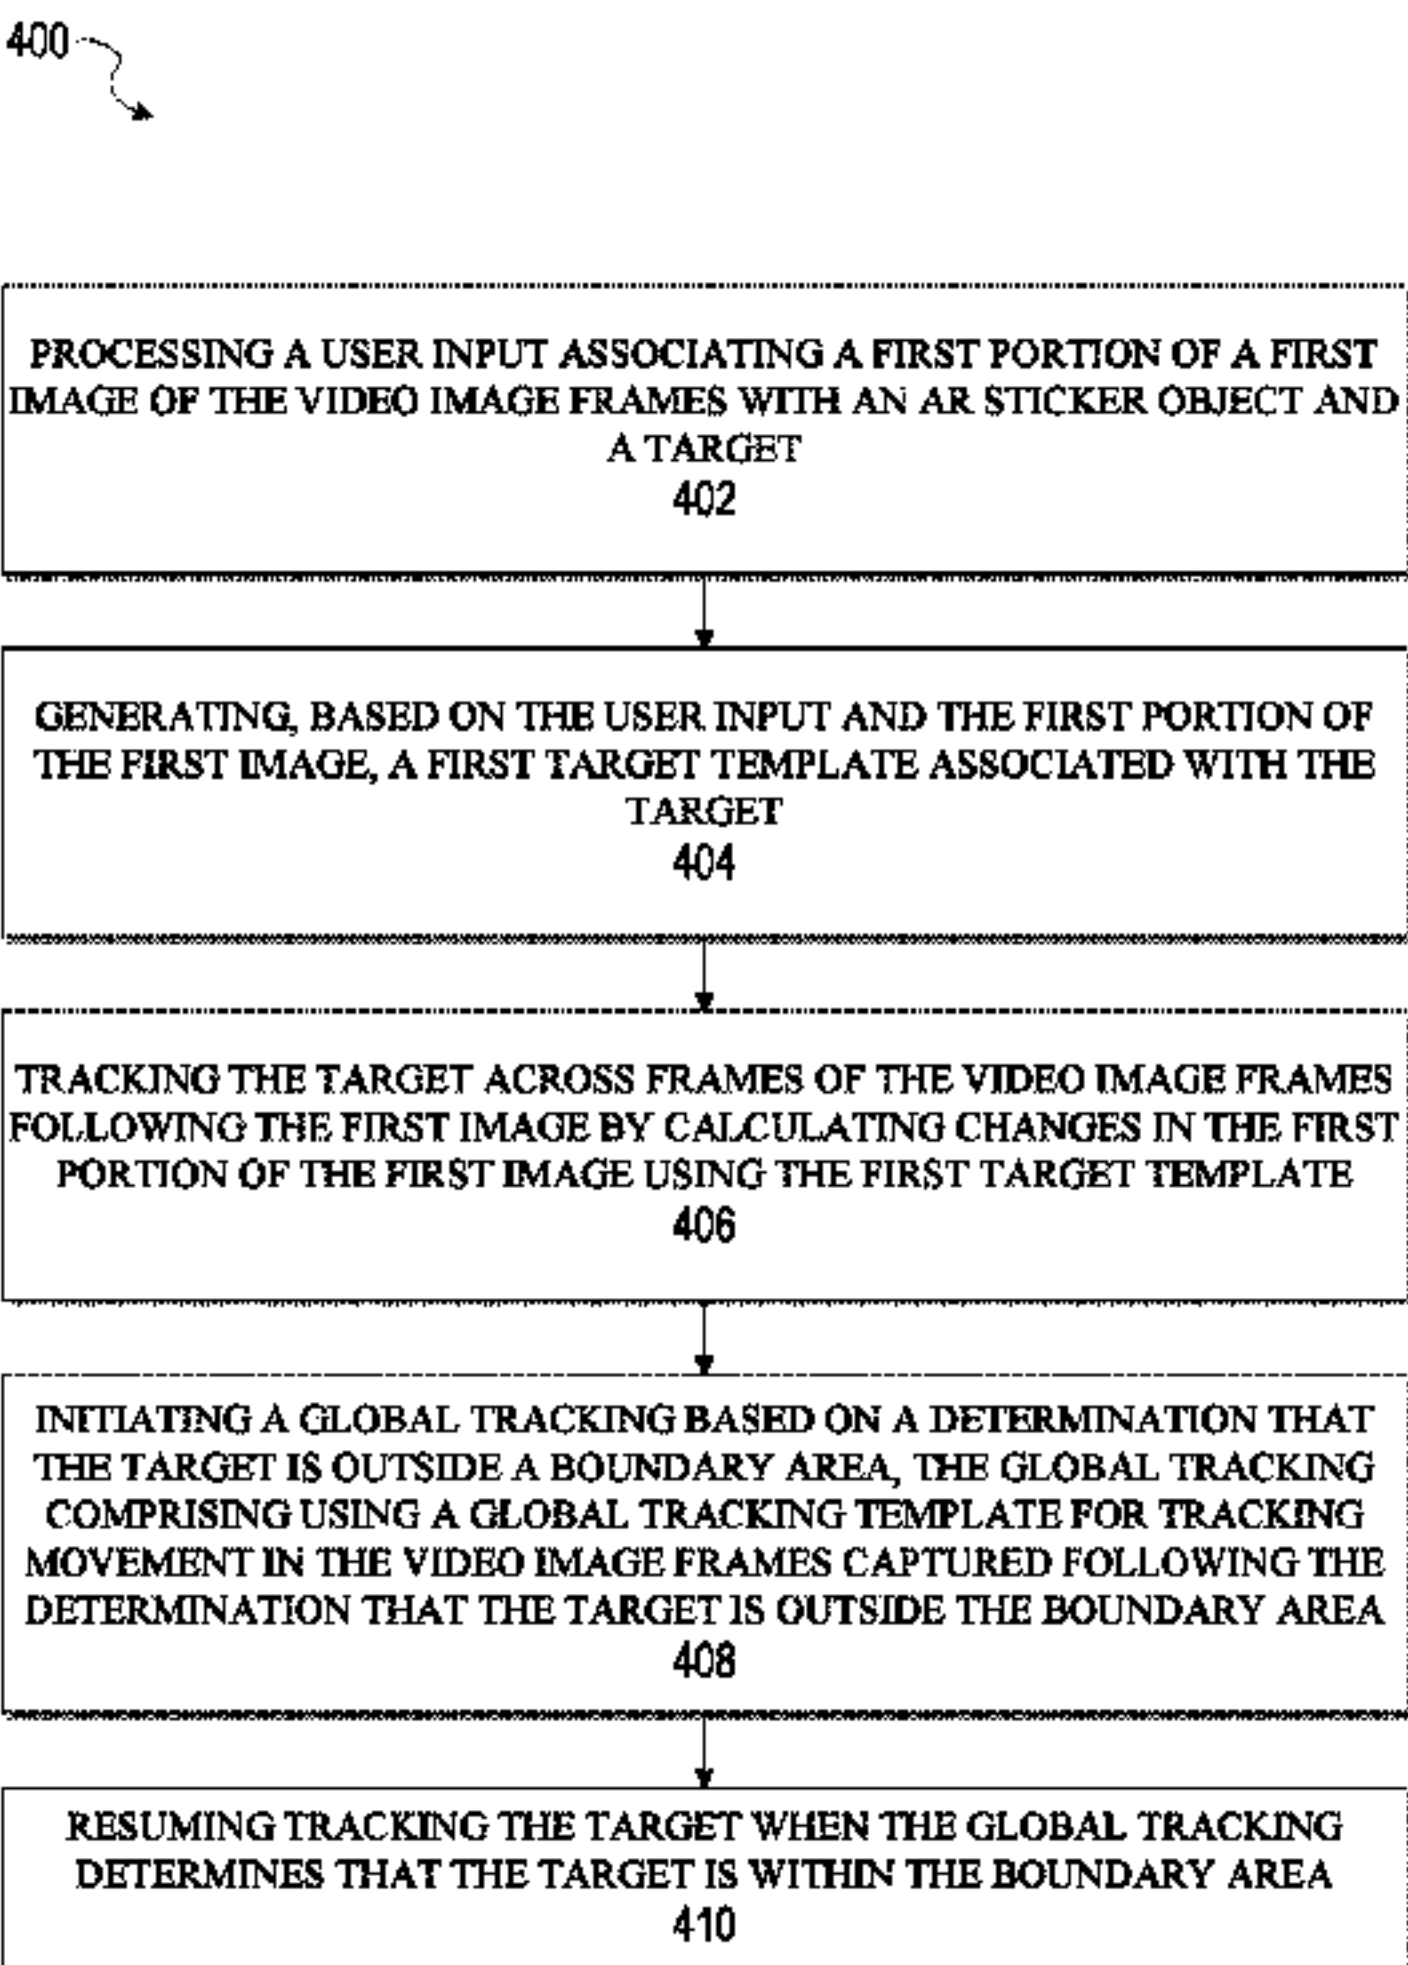 400
PROCESSING A USER INPUT ASSOCIATING A FIRST PORTION OF A FIRST
IMAGE OF THE VIDEO IMAGE FRAMES WITH AN AR STICKER OBJECT AND
A TARGET
402
GENERATING, BASED ON THE USER INPUT AND THE FIRST PORTION OF
THE FIRST IMAGE, A FIRST TARGET TEMPLATE ASSOCIATED WITH THE
TARGET
404
TRACKING THE TARGET ACROSS FRAMES OF THE VIDEO IMAGE FRAMES
FOLLOWING THE FIRST IMAGE BY CALCULATING CHANGES IN THE FIRST
PORTION OF THE FIRST IMAGE USING THE FIRST TARGET TEMPLATE
406
INITIATING A GLOBAL TRACKING BASED ON A DETERMINATION THAT
THE TARGET IS OUTSIDE A BOUNDARY AREA, THE GLOBAL TRACKING
COMPRISING USING A GLOBAL TRACKING TEMPLATE FOR TRACKING
MOVEMENT IN THE VIDEO IMAGE FRAMES CAPTURED FOLLOWING THE
DETERMINATION THAT THE TARGET IS OUTSIDE THE BOUNDARY AREA
408
RESUMING TRACKING THE TARGET WHEN THE GLOBAL TRACKING
DETERMINES THAT THE TARGET IS WITHIN THE BOUNDARY AREA
410